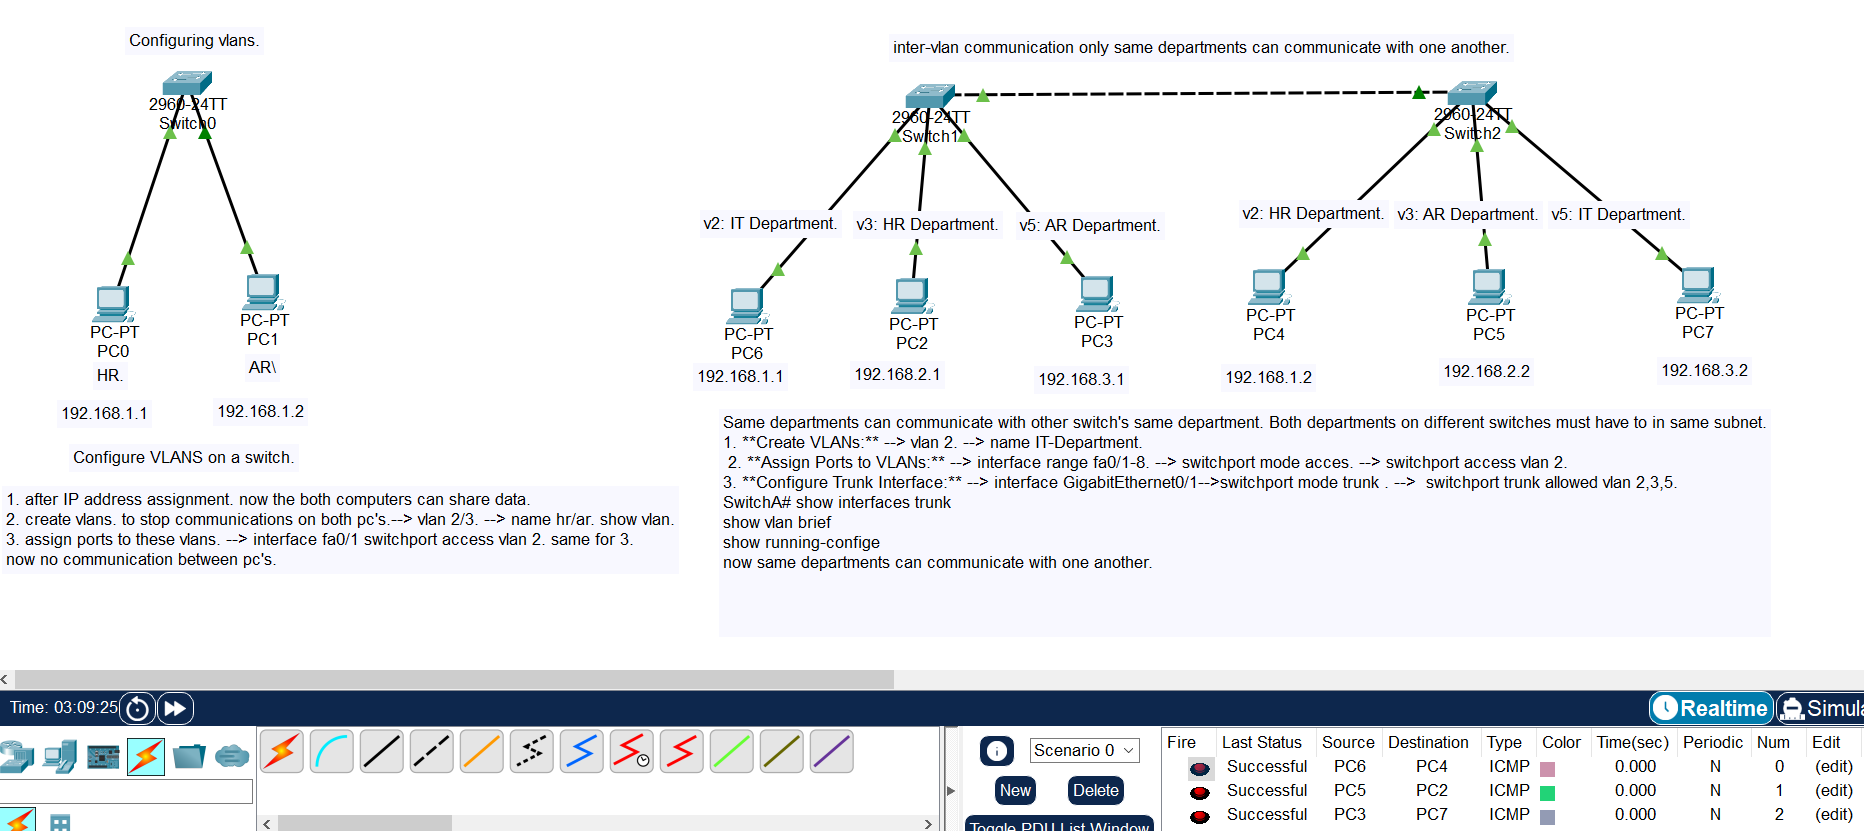 Configuring vlans.
2960-24TT
Switch0
PC-PT
PC0
HR.
192.168.1.1
PC-PT
PC1
AR\
192.168.1.2
Configure VLANS on a switch.
1. after IP address assignment. now the both computers can share data.
2. create vlans. to stop communications on both pc's.--> vlan 2/3. --> name hr/ar. show vlan.
3. assign ports to these vlans. --> interface fa0/1 switchport access vlan 2. same for 3.
now no communication between pc's.
inter-vlan communication only same departments can communicate with one another.
2960-24TT
Switch1
2960-24TT
Switch2
v2: IT Department.
v3: HR Department.
v5: AR Department.
v2: HR Department.
v3: AR Department.
v5: IT Department.
PC-PT
PC6
192.168.1.1
PC-PT
PC2
192.168.2.1
PC-PT
PC3
192.168.3.1
PC-PT
PC4
192.168.1.2
PC-PT
PC5
192.168.2.2
PC-PT
PC7
192.168.3.2
Same departments can communicate with other switch's same department. Both departments on different switches must have to in same subnet.
1. **Create VLANs:** --> vlan 2. --> name IT-Department.
2. **Assign Ports to VLANs:** --> interface range fa0/1-8. --> switchport mode acces. --> switchport access vlan 2.
3. **Configure Trunk Interface:** --> interface GigabitEthernet0/1-->switchport mode trunk . --> switchport trunk allowed vlan 2,3,5.
SwitchA# show interfaces trunk
show vlan brief
show running-confige
now same departments can communicate with one another.
Time: 03:09:25
Realtime
Simula
Scenario 0
New
Delete
Toggle PDU List Window
Fire Last Status Source Destination Type Color Time(sec) Periodic Num Edit
Successful PC6 PC4 ICMP 0.000 N 0 (edit)
Successful PC5 PC2 ICMP 0.000 N 1 (edit)
Successful PC3 PC7 ICMP 0.000 N 2 (edit)